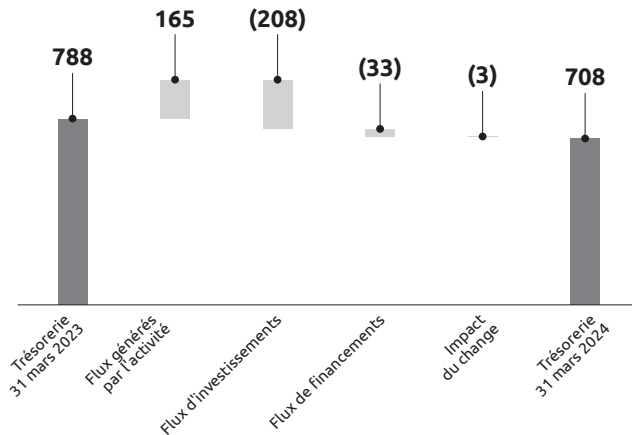 788
165
(208)
(33)
(3)
708
Trésorerie
31 mars 2023
Flux générés
par l'activité
Flux d'investissements
Flux de financements
Impact
du change
Trésorerie
31 mars 2024